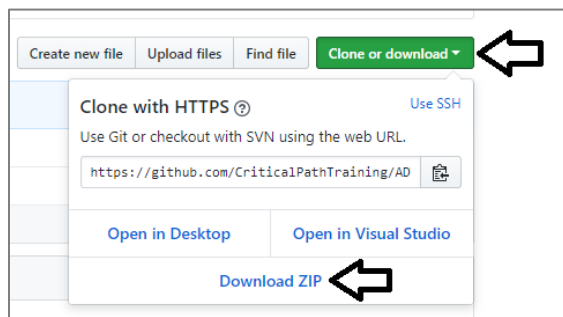 Create new file Upload files Find file Clone or download
Clone with HTTPS Use SSH
Use Git or checkout with SVN using the web URL.
https://github.com/CriticalPathTraining/AD
Open in Desktop Open in Visual Studio
Download ZIP